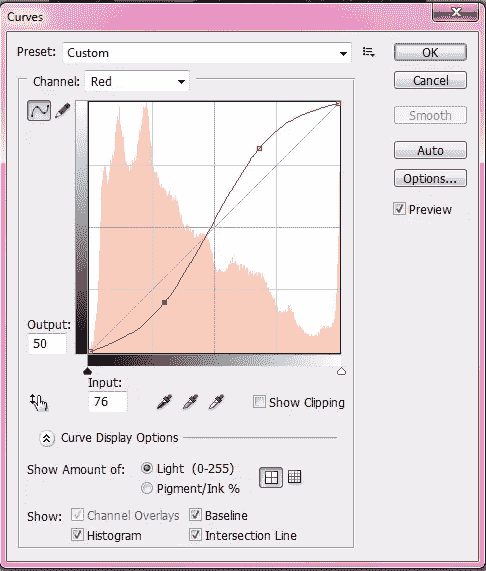 Curves
Preset: Custom
OK
Channel: Red
Cancel
Smooth
Auto
Options...
Preview
Output:
50
Input:
76
Show Clipping
Curve Display Options
Show Amount of: Light (0-255)
Pigment/Ink %
Show: Channel Overlays Baseline
Histogram Intersection Line